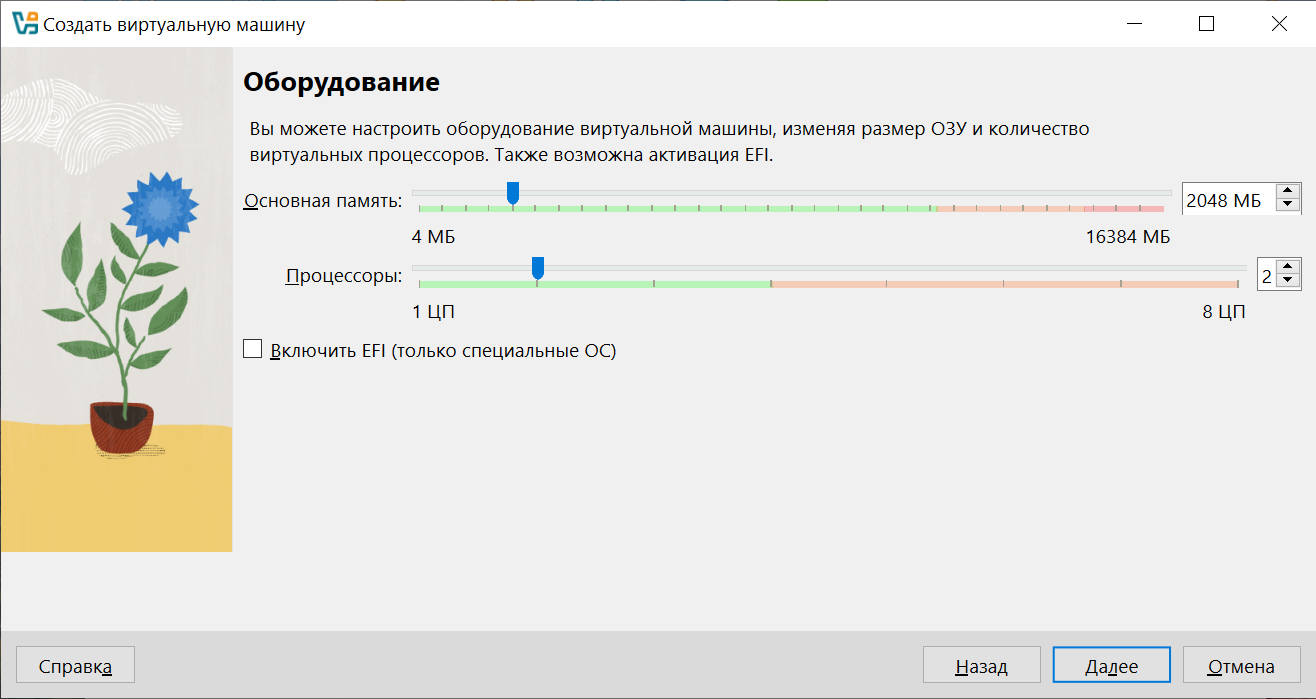 Создать виртуальную машину
Оборудование
Вы можете настроить оборудование виртуальной машины, изменяя размер ОЗУ и количество
виртуальных процессоров. Также возможна активация EFI.
Основная память:
2048 МБ
4 МБ
16384 МБ
Процессоры:
2
1 ЦП
8 ЦП
Включить EFI (только специальные ОС)
Справка
Назад
Далее
Отмена